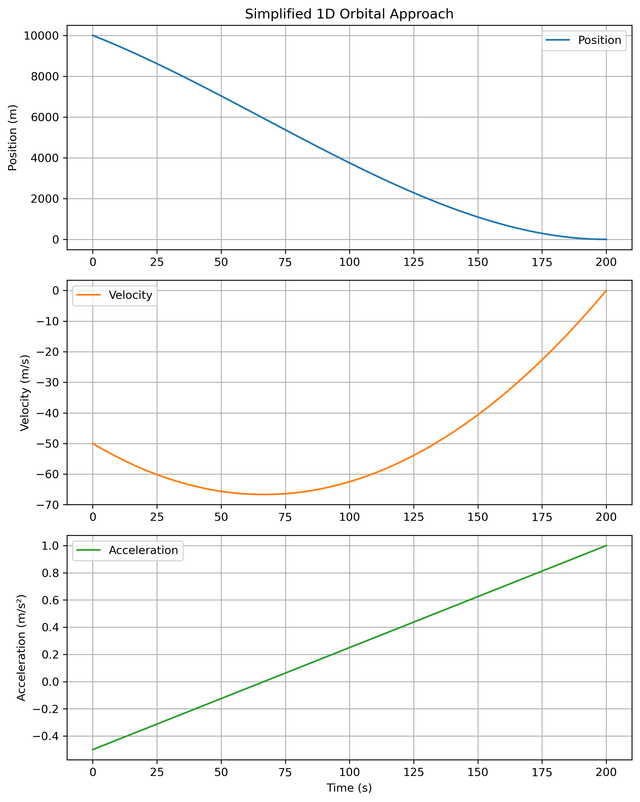 Simplified 1D Orbital Approach
Position (m)
10000
8000
6000
4000
2000
0
Position
0 25 50 75 100 125 150 175 200
Velocity (m/s)
0
−10
−20
−30
−40
−50
−60
−70
Velocity
0 25 50 75 100 125 150 175 200
Acceleration (m/s²)
1.0
0.8
0.6
0.4
0.2
0.0
−0.2
−0.4
Acceleration
0 25 50 75 100 125 150 175 200
Time (s)